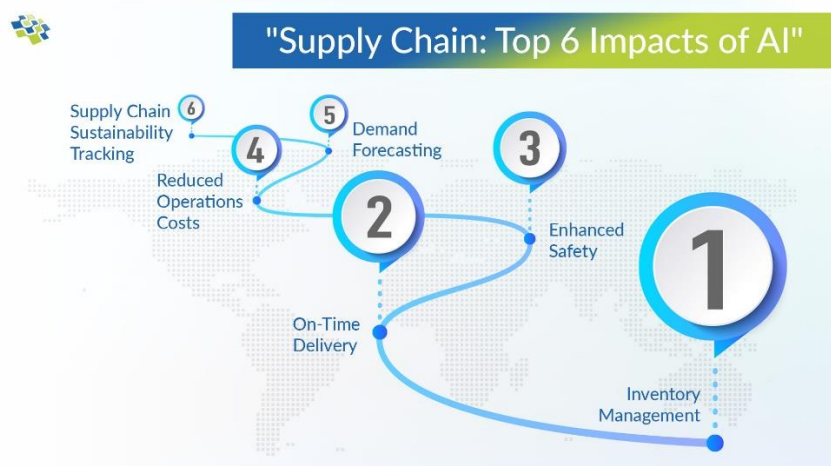 "Supply Chain: Top 6 Impacts of AI"
6
Supply Chain
Sustainability
Tracking
5
Demand
Forecasting
4
Reduced
Operations
Costs
3
Enhanced
Safety
2
On-Time
Delivery
1
Inventory
Management